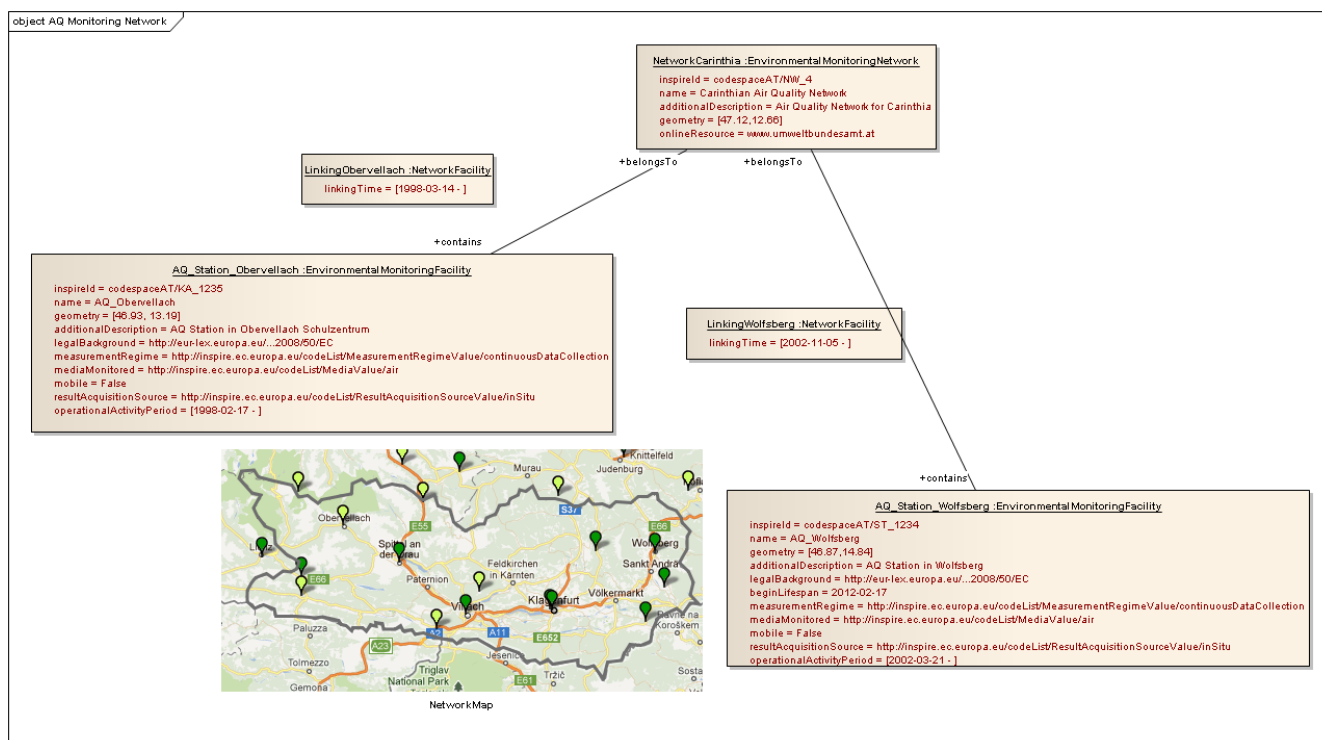 object AQ Monitoring Network
NetworkCarinthia :EnvironmentalMonitoringNetwork
inspireId = codespaceAT/NW_4
name = Carinthian Air Quality Network
additionalDescription = Air Quality Network for Carinthia
geometry = [47.12,12.66]
onlineResource = www.umweltbundesamt.at
+belongsTo
+belongsTo
LinkingObervellach :NetworkFacility
linkingTime = [1998-03-14 - ]
+contains
AQ_Station_Obervellach :EnvironmentalMonitoringFacility
inspireId = codespaceAT/KA_1235
name = AQ_Obervellach
geometry = [46.93, 13.19]
additionalDescription = AQ Station in Obervellach Schulzentrum
legalBackground = http://eur-lex.europa.eu/...2008/50/EC
measurementRegime = http://inspire.ec.europa.eu/codeList/MeasurementRegimeValue/continuousDataCollection
mediaMonitored = http://inspire.ec.europa.eu/codeList/MediaValue/air
mobile = False
resultAcquisitionSource = http://inspire.ec.europa.eu/codeList/ResultAcquisitionSourceValue/inSitu
operationalActivityPeriod = [1998-02-17 - ]
LinkingWolfsberg :NetworkFacility
linkingTime = [2002-11-05 - ]
+contains
AQ_Station_Wolfsberg :EnvironmentalMonitoringFacility
inspireId = codespaceAT/ST_1234
name = AQ_Wolfsberg
geometry = [46.87,14.84]
additionalDescription = AQ Station in Wolfsberg
legalBackground = http://eur-lex.europa.eu/...2008/50/EC
beginLifespan = 2012-02-17
measurementRegime = http://inspire.ec.europa.eu/codeList/MeasurementRegimeValue/continuousDataCollection
mediaMonitored = http://inspire.ec.europa.eu/codeList/MediaValue/air
mobile = False
resultAcquisitionSource = http://inspire.ec.europa.eu/codeList/ResultAcquisitionSourceValue/inSitu
operationalActivityPeriod = [2002-03-21 - ]
Knittelfeld
Murau
Judenburg
S37
Obervellach
E55
E66
Spittal an
der Drau
Feldkirchen
in Kärnten
Sankt Andrä
E66
Paternion
Völkermarkt
Villach
Ravne na
Koroškem
Paluzza
A2
A11
E652
A23
Tolmezzo
Jesenice
Triglav
National Park
Tržič
E61
Gemona
NetworkMap